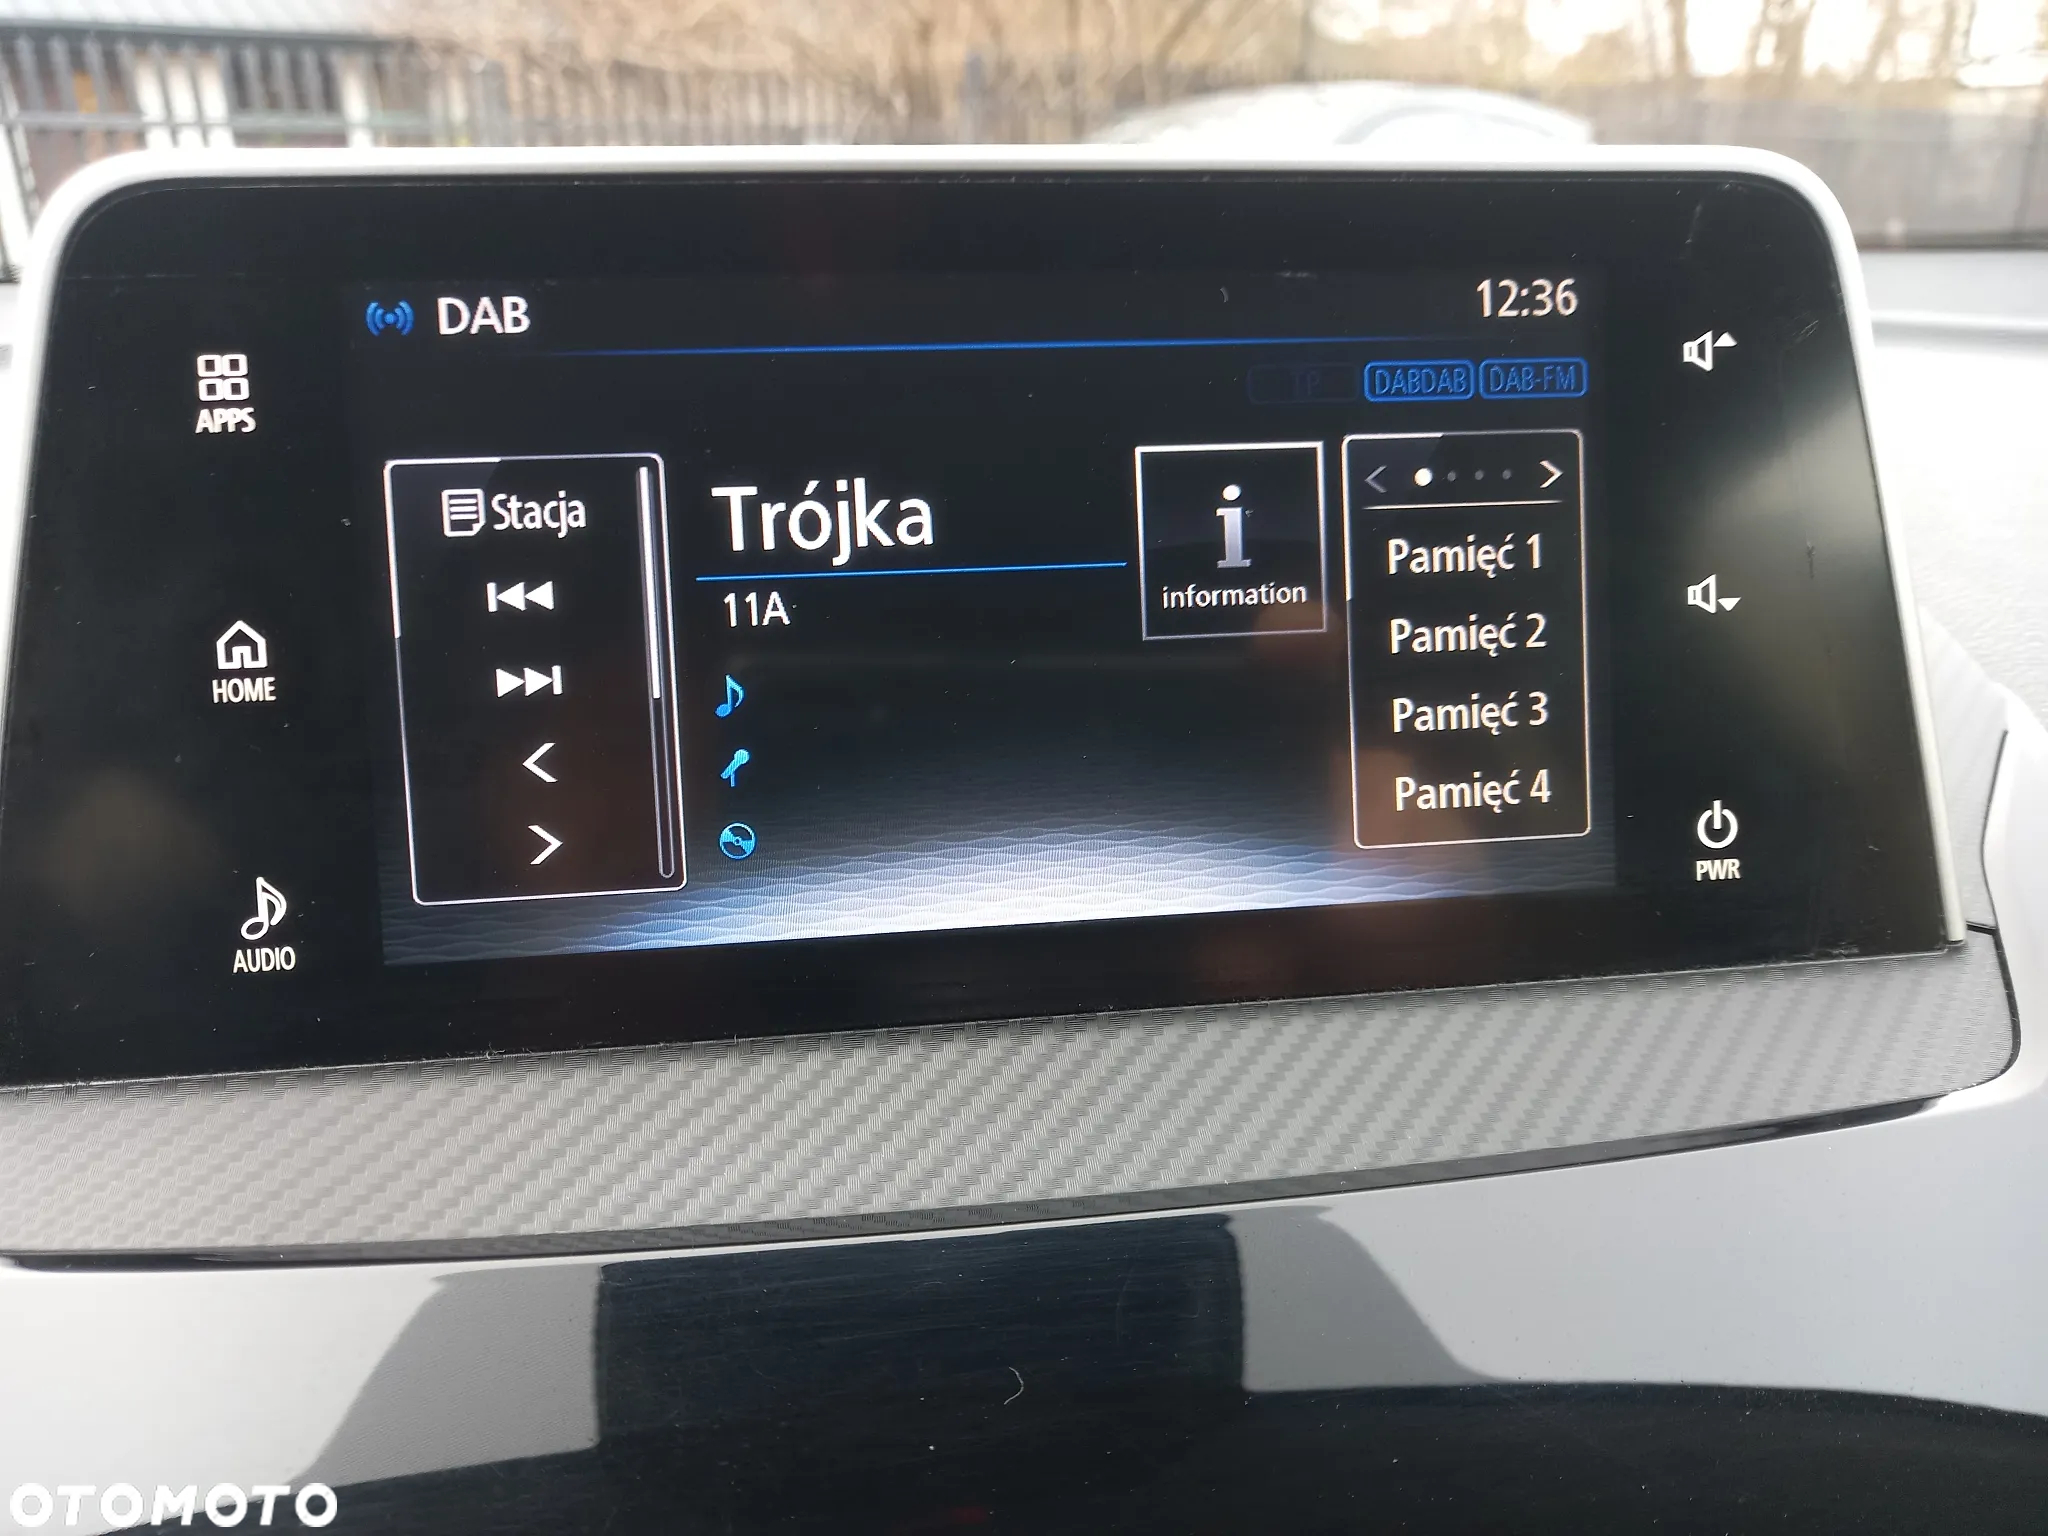 DAB
12:36
TP
DABDAB
DAB-FM
APPS
Stacja
Trójka
11A
information
Pamięć 1
Pamięć 2
Pamięć 3
Pamięć 4
HOME
PWR
AUDIO
OTOMOTO